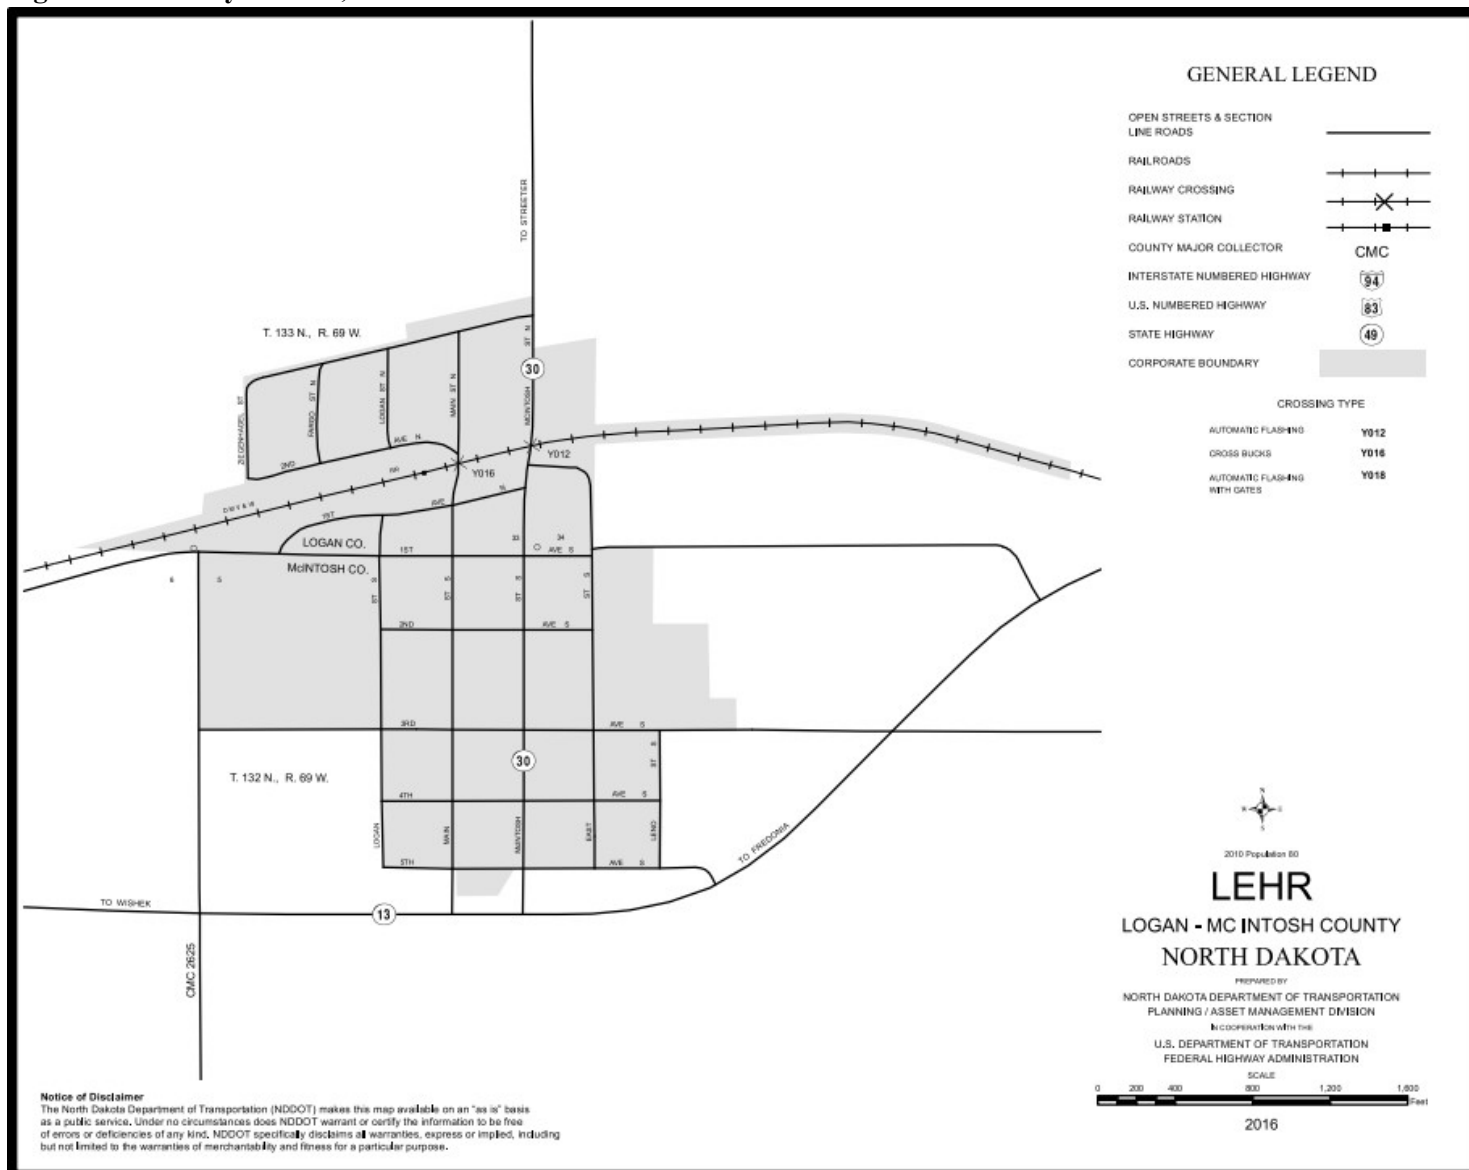 TO STREETER
T. 133 N., R. 69 W.
ZIEGENHAGEL ST
FARGO ST N
LOGAN ST N
MAIN ST N
MCINTOSH ST N
30
2ND AVE N
RR
Y016
Y012
D M V & W
1ST AVE N
LOGAN CO.
McINTOSH CO.
33
34
1ST AVE S
6
5
ST S
ST S
ST S
ST S
2ND AVE S
3RD AVE S
30
ST S
T. 132 N., R. 69 W.
4TH AVE S
LOGAN
MAIN
McINTOSH
EAST
LENO
5TH AVE S
TO FREDONIA
TO WISHEK
13
CMC 2625
GENERAL LEGEND
OPEN STREETS & SECTION
LINE ROADS
RAILROADS
RAILWAY CROSSING
RAILWAY STATION
COUNTY MAJOR COLLECTOR CMC
INTERSTATE NUMBERED HIGHWAY 94
U.S. NUMBERED HIGHWAY 83
STATE HIGHWAY 49
CORPORATE BOUNDARY
CROSSING TYPE
AUTOMATIC FLASHING Y012
CROSS BUCKS Y016
AUTOMATIC FLASHING Y018
WITH GATES
N
W E
S
2010 Population 80
LEHR
LOGAN - MC INTOSH COUNTY
NORTH DAKOTA
PREPARED BY
NORTH DAKOTA DEPARTMENT OF TRANSPORTATION
PLANNING / ASSET MANAGEMENT DIVISION
IN COOPERATION WITH THE
U.S. DEPARTMENT OF TRANSPORTATION
FEDERAL HIGHWAY ADMINISTRATION
SCALE
0 200 400 800 1,200 1,600
Feet
2016
Notice of Disclaimer
The North Dakota Department of Transportation (NDDOT) makes this map available on an "as is" basis
as a public service. Under no circumstances does NDDOT warrant or certify the information to be free
of errors or deficiencies of any kind. NDDOT specifically disclaims all warranties, express or implied, including
but not limited to the warranties of merchantability and fitness for a particular purpose.